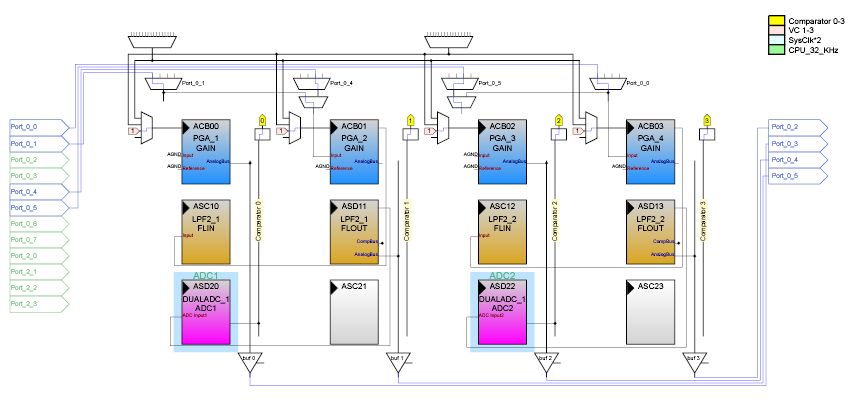 Comparator 0-3
VC 1-3
SysClk*2
CPU_32_KHz
Port_0_1
Port_0_4
Port_0_5
Port_0_0
0
1
2
3
1
1
1
1
Port_0_0
Port_0_1
Port_0_2
Port_0_3
Port_0_4
Port_0_5
Port_0_6
Port_0_7
Port_2_0
Port_2_1
Port_2_2
Port_2_3
ACB00
PGA_1
GAIN
AGND
Input
AnalogBus
AGND
Reference
ACB01
PGA_2
GAIN
Input
AnalogBus
AGND
Reference
ACB02
PGA_3
GAIN
AGND
Input
AnalogBus
AGND
Reference
ACB03
PGA_4
GAIN
Input
AnalogBus
AGND
Reference
Port_0_2
Port_0_3
Port_0_4
Port_0_5
ASC10
LPF2_1
FLIN
Input
Comparator 0
ASD11
LPF2_1
FLOUT
CompBus
AnalogBus
Comparator 1
ASC12
LPF2_2
FLIN
Input
Comparator 2
ASD13
LPF2_2
FLOUT
CompBus
AnalogBus
Comparator 3
ADC1
ASD20
DUALADC_1
ADC1
ADC Input1
ASC21
ADC2
ASD22
DUALADC_1
ADC2
ADC Input2
ASC23
buf 0
buf 1
buf 2
buf 3